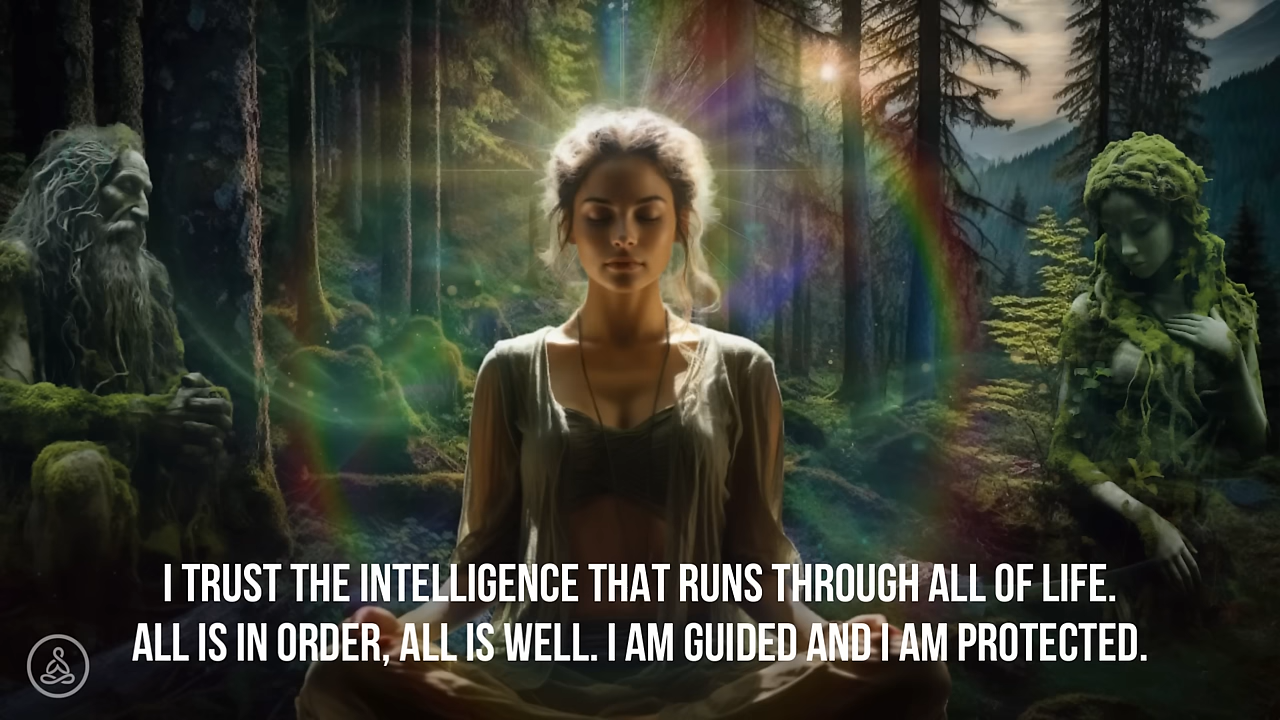 I TRUST THE INTELLIGENCE THAT RUNS THROUGH ALL OF LIFE.
ALL IS IN ORDER, ALL IS WELL. I AM GUIDED AND I AM PROTECTED.